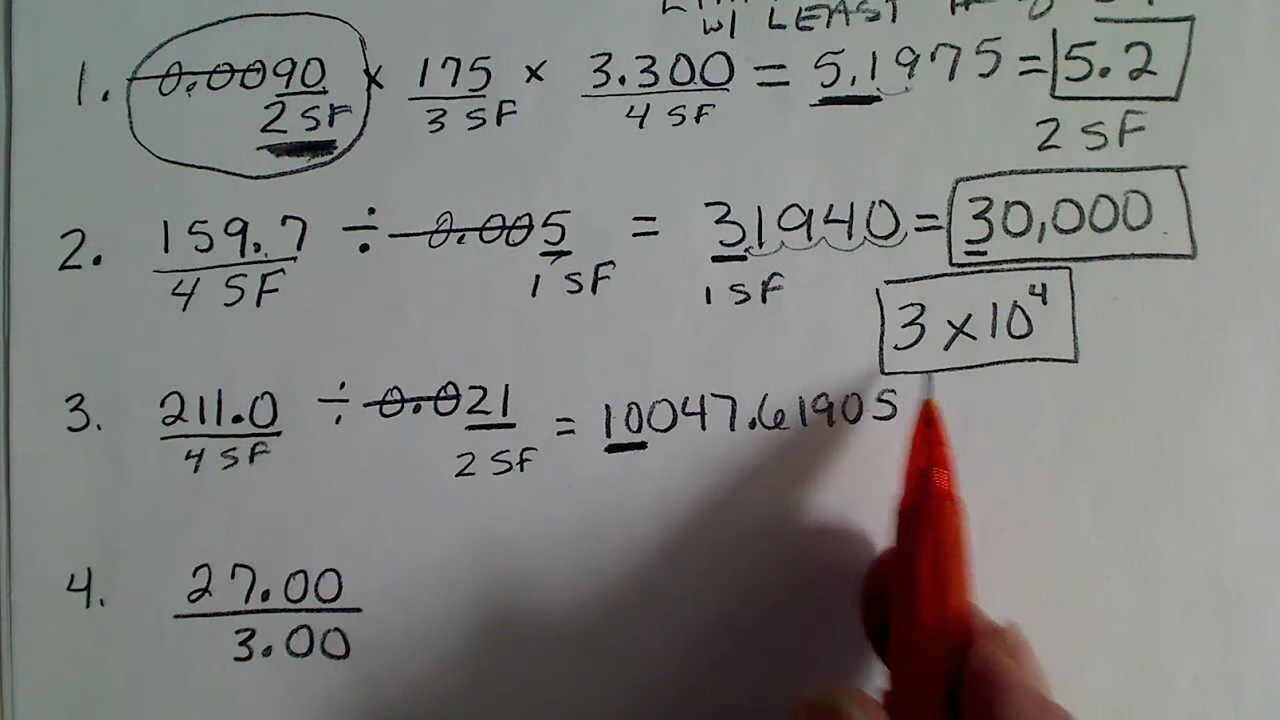 w/ LEAST
1. 0.0090 × 175 × 3.300 = 5.1975 = 5.2
2 SF 3 SF 4 SF 2 SF
2. 159.7 ÷ 0.005 = 31940 = 30,000
4 SF 1 SF 1 SF
3 x 10⁴
3. 211.0 ÷ 0.021 = 10047.61905
4 SF 2 SF
4. 27.00
3.00